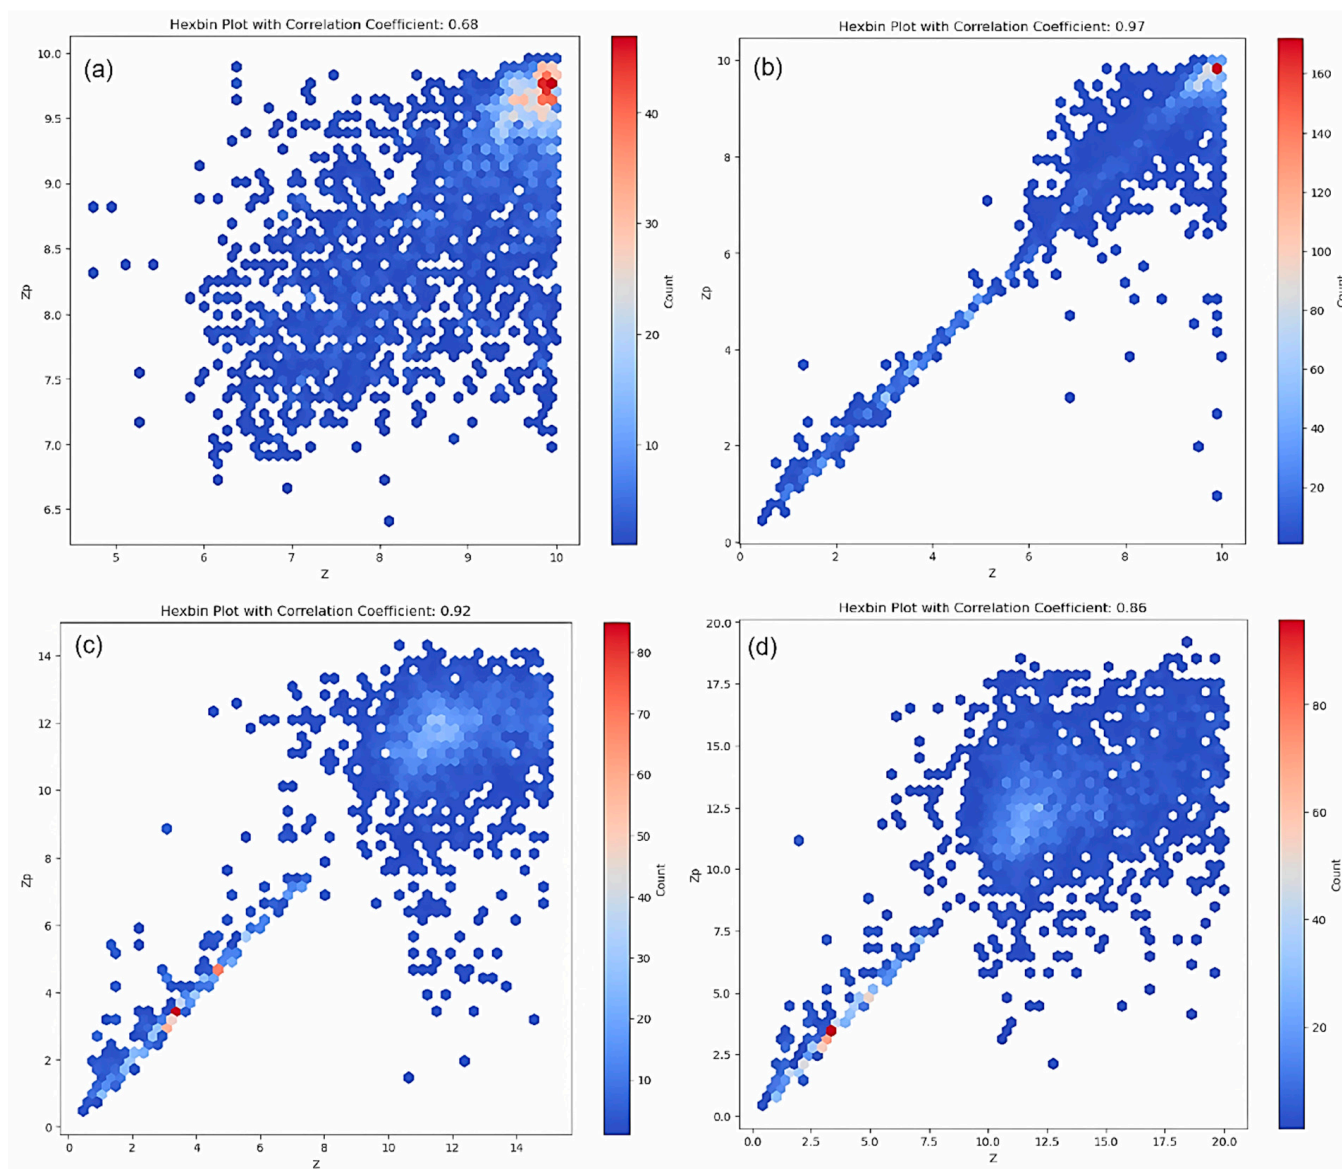 Hexbin Plot with Correlation Coefficient: 0.68
(a)
10.0
9.5
9.0
8.5
8.0
7.5
7.0
6.5
Zp
5 6 7 8 9 10
Z
40
30
20
10
Count
Hexbin Plot with Correlation Coefficient: 0.97
(b)
10
8
6
4
2
0
Zp
0 2 4 6 8 10
Z
160
140
120
100
80
60
40
20
Count
Hexbin Plot with Correlation Coefficient: 0.92
(c)
14
12
10
8
6
4
2
0
Zp
0 2 4 6 8 10 12 14
Z
80
70
60
50
40
30
20
10
Count
Hexbin Plot with Correlation Coefficient: 0.86
(d)
20.0
17.5
15.0
12.5
10.0
7.5
5.0
2.5
0.0
Zp
0.0 2.5 5.0 7.5 10.0 12.5 15.0 17.5 20.0
Z
80
60
40
20
Count